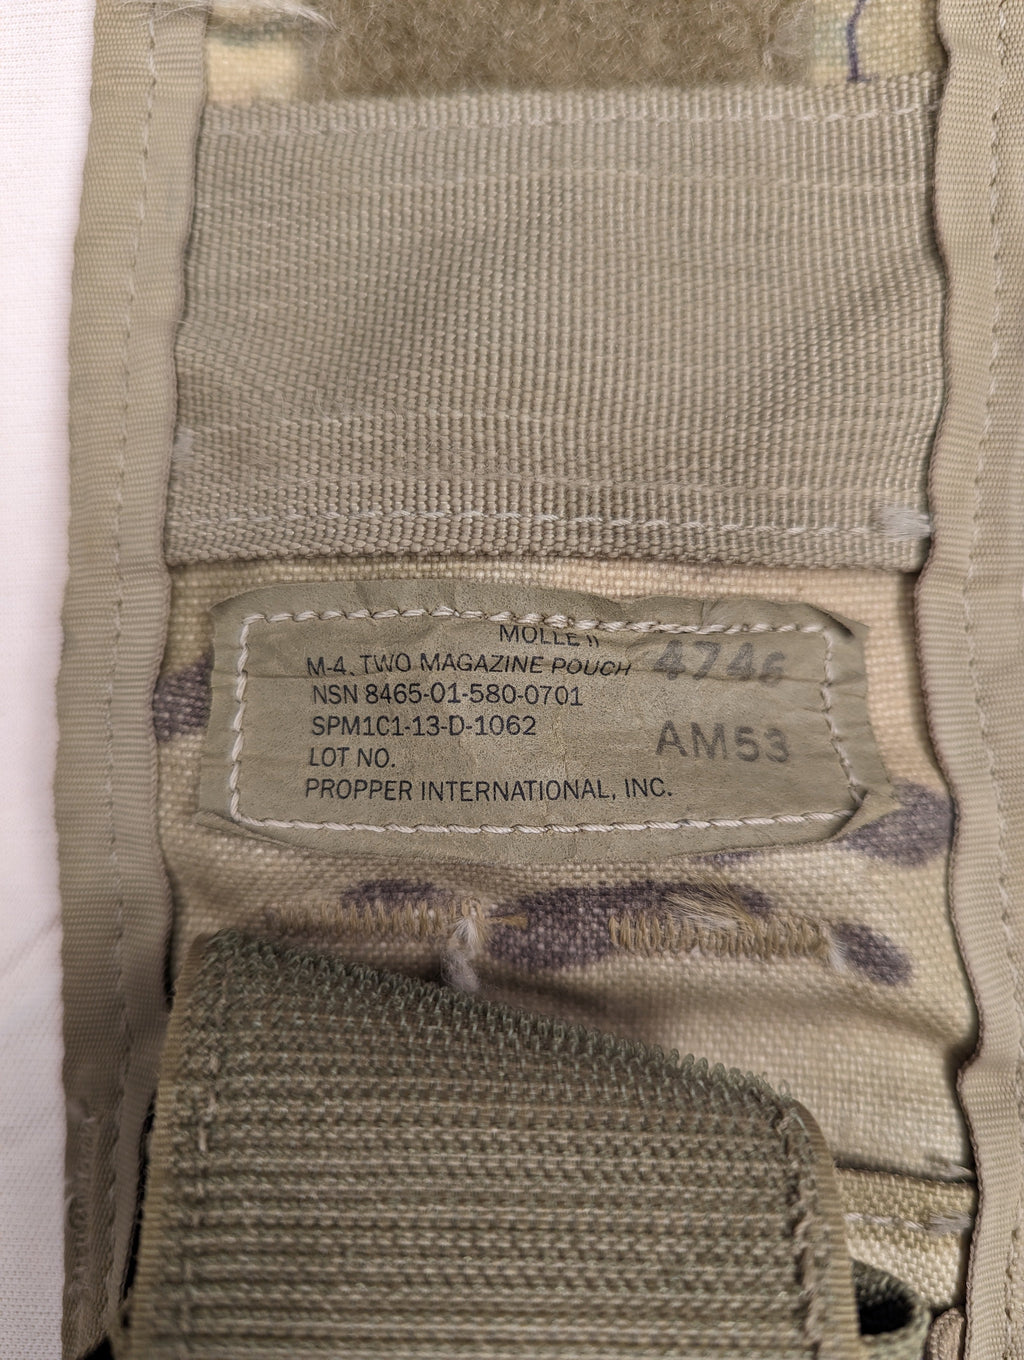 MOLLE II
M-4, TWO MAGAZINE POUCH 4746
NSN 8465-01-580-0701
SPM1C1-13-D-1062 AM53
LOT NO.
PROPPER INTERNATIONAL, INC.